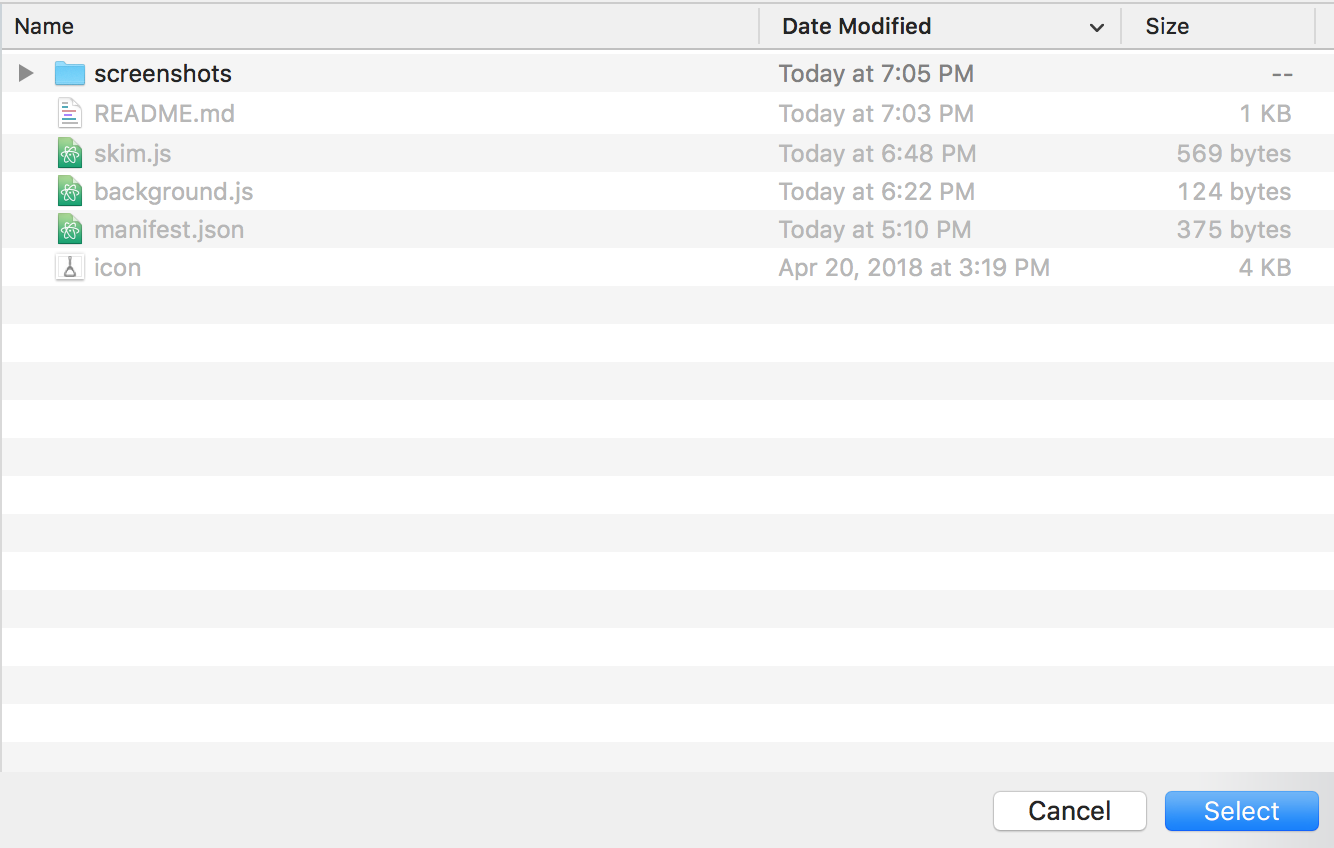 Name Date Modified Size
screenshots Today at 7:05 PM --
README.md Today at 7:03 PM 1 KB
skim.js Today at 6:48 PM 569 bytes
background.js Today at 6:22 PM 124 bytes
manifest.json Today at 5:10 PM 375 bytes
icon Apr 20, 2018 at 3:19 PM 4 KB
Cancel Select